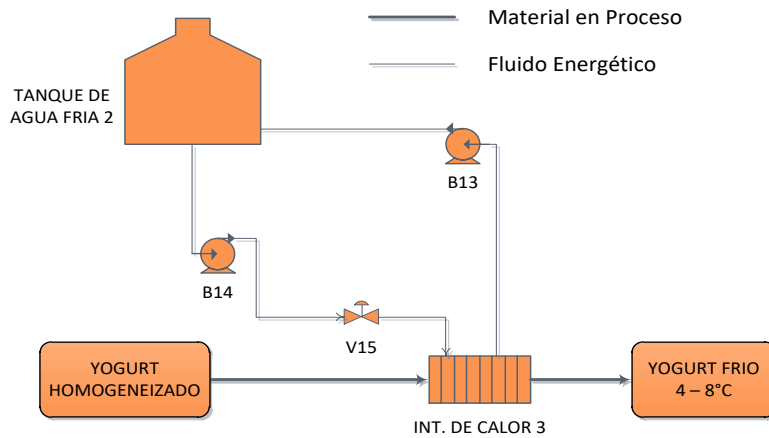 Material en Proceso
Fluido Energético
TANQUE DE
AGUA FRIA 2
B13
B14
V15
YOGURT
HOMOGENEIZADO
YOGURT FRIO
4 – 8°C
INT. DE CALOR 3